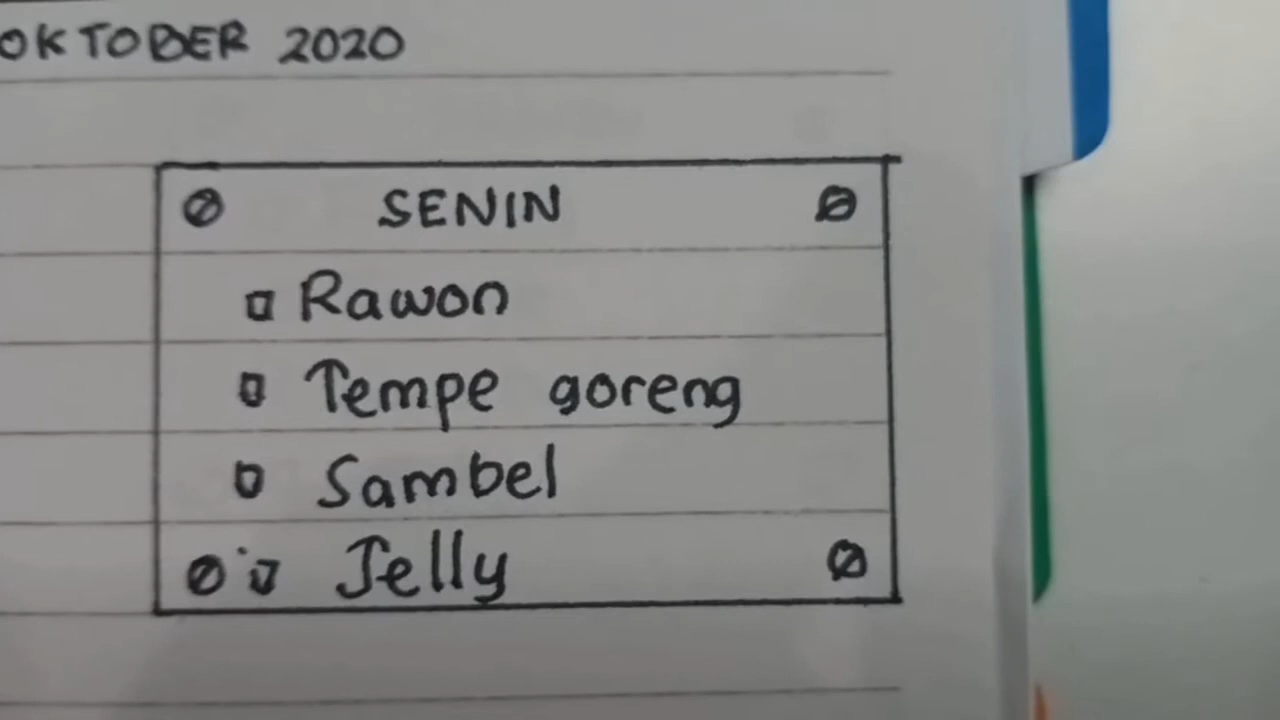 OKTOBER 2020
SENIN
Rawon
Tempe goreng
Sambel
Jelly